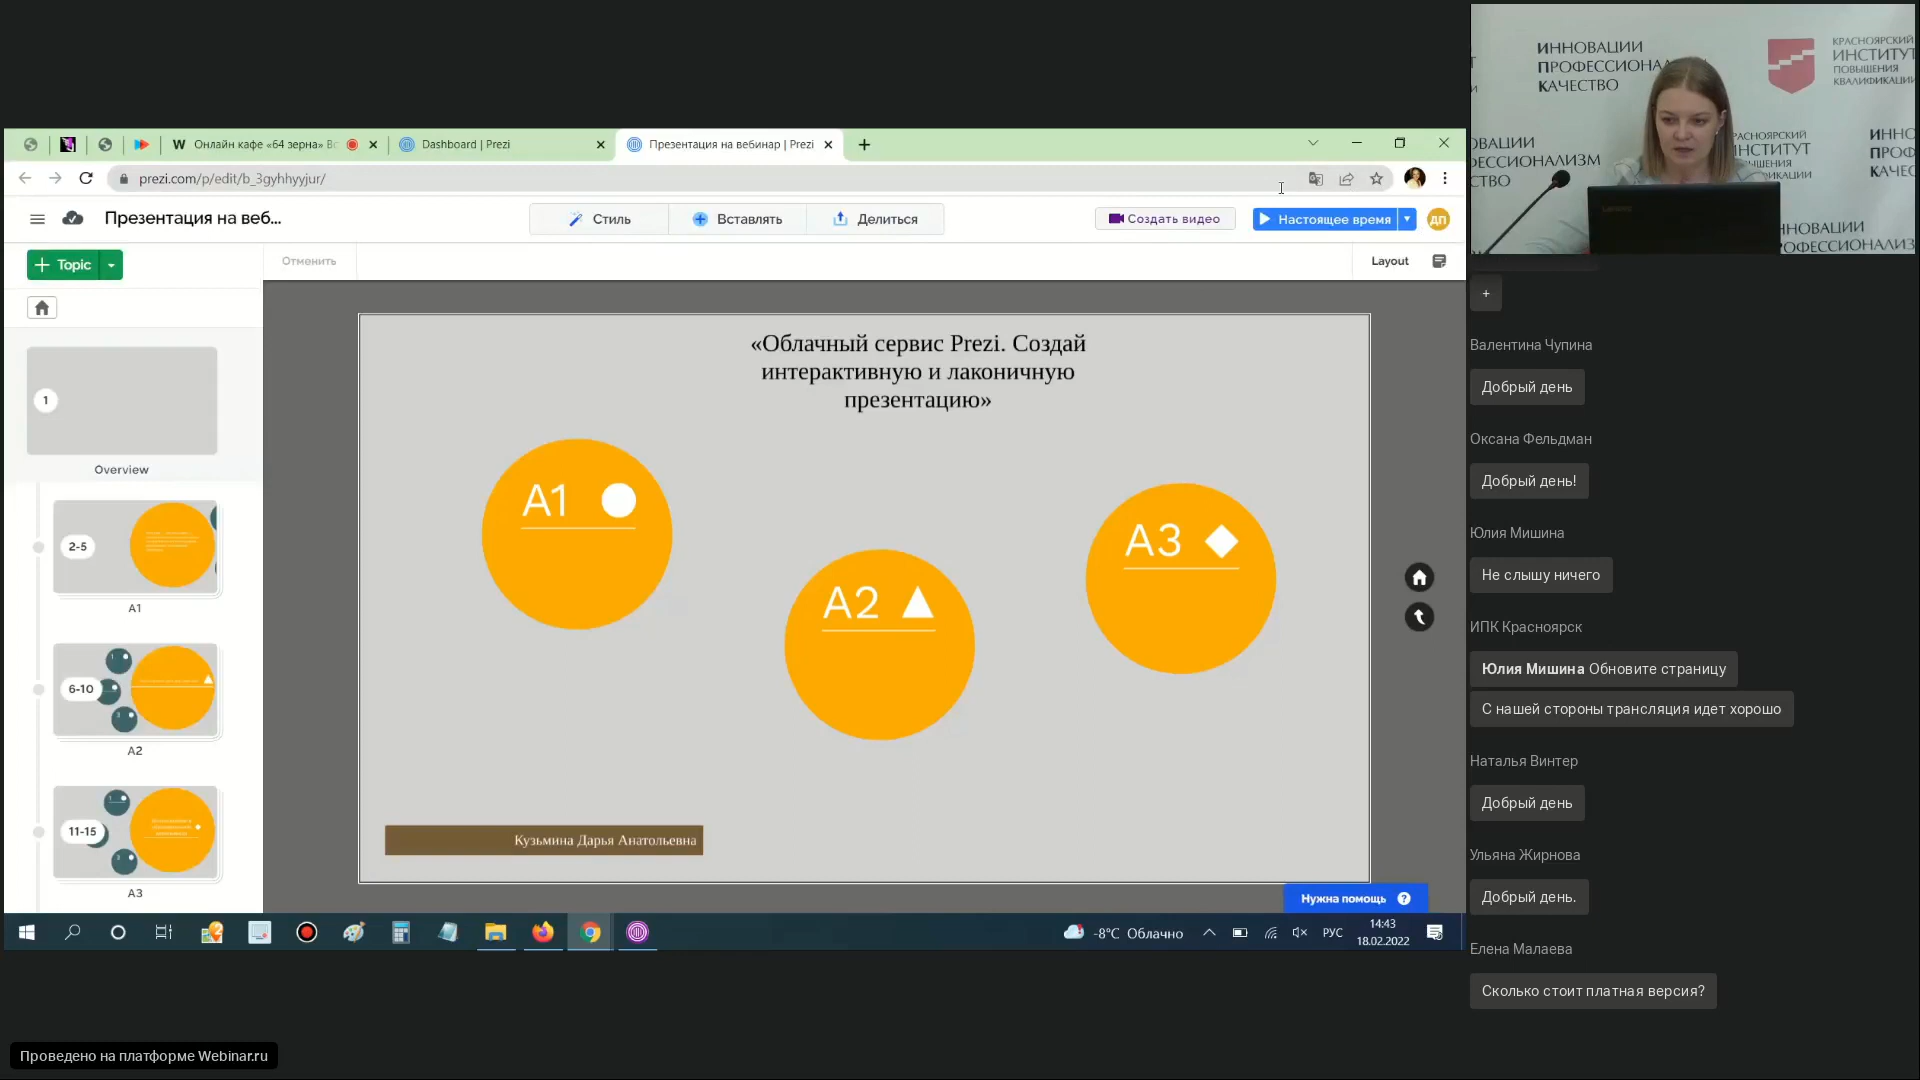 Онлайн кафе «64 зерна»
Dashboard | Prezi
Презентация на вебинар | Prezi
prezi.com/p/edit/b_3gyhhyyjur/
Презентация на веб...
Стиль
Вставлять
Делиться
Создать видео
Настоящее время
ДП
Topic
Отменить
Layout
1
Overview
2-5
A1
6-10
A2
11-15
A3
«Облачный сервис Prezi. Создай
интерактивную и лаконичную
презентацию»
A1
A2
A3
Кузьмина Дарья Анатольевна
Нужна помощь
-8°C Облачно
РУС
14:43
18.02.2022
ИННОВАЦИИ
ПРОФЕССИОНА
КАЧЕСТВО
КРАСНОЯРСКИЙ
ИНСТИТУТ
ПОВЫШЕНИЯ
КВАЛИФИКАЦИИ
Валентина Чупина
Добрый день
Оксана Фельдман
Добрый день!
Юлия Мишина
Не слышу ничего
ИПК Красноярск
Юлия Мишина Обновите страницу
С нашей стороны трансляция идет хорошо
Наталья Винтер
Добрый день
Ульяна Жирнова
Добрый день.
Елена Малаева
Сколько стоит платная версия?
Проведено на платформе Webinar.ru